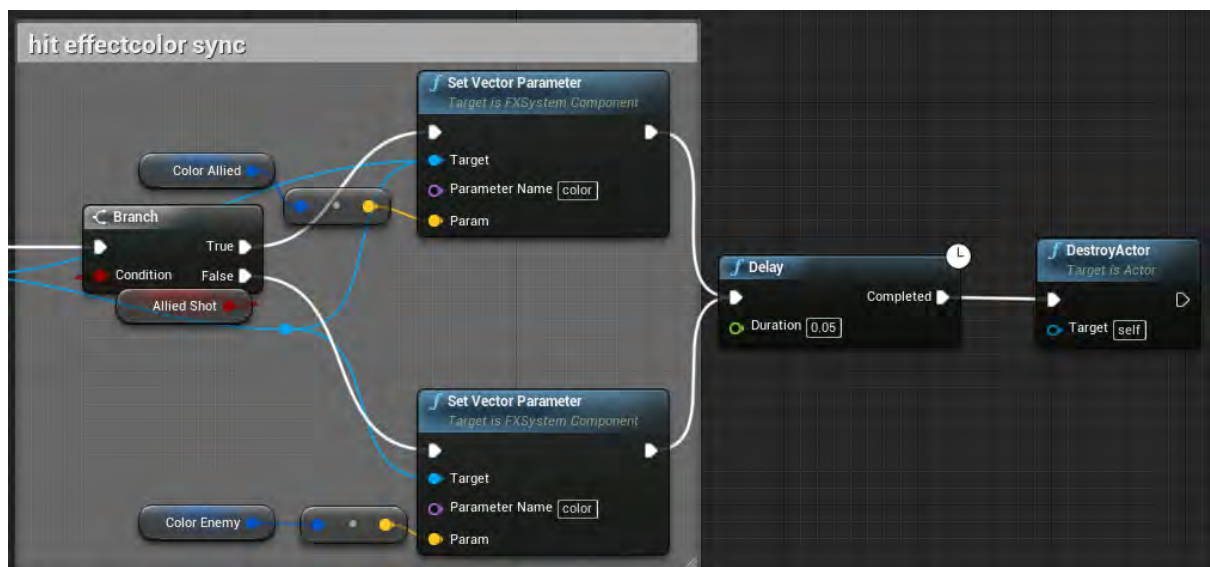 hit effectcolor sync
Set Vector Parameter
Target is FXSystem Component
Target
Parameter Name color
Param
Color Allied
Branch
True
Condition
False
Allied Shot
Delay
Completed
Duration 0.05
DestroyActor
Target is Actor
Target self
Set Vector Parameter
Target is FXSystem Component
Target
Parameter Name color
Param
Color Enemy